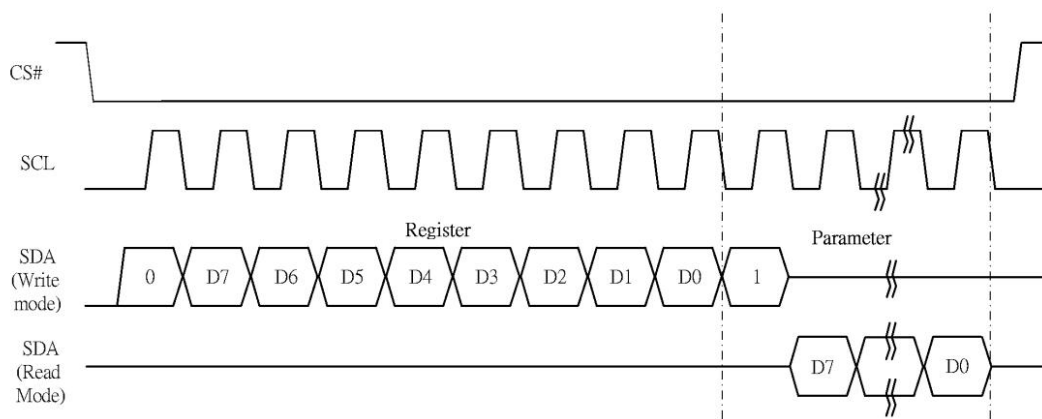 CS#
SCL
Register
Parameter
SDA
(Write
mode)
0 D7 D6 D5 D4 D3 D2 D1 D0 1
SDA
(Read
Mode)
D7 D0